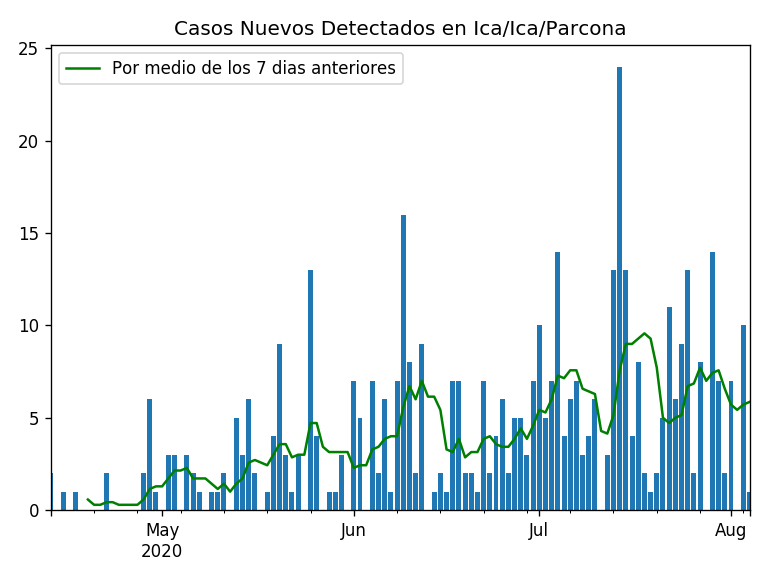 Casos Nuevos Detectados en Ica/Ica/Parcona
Por medio de los 7 dias anteriores
25
20
15
10
5
0
May
2020
Jun
Jul
Aug